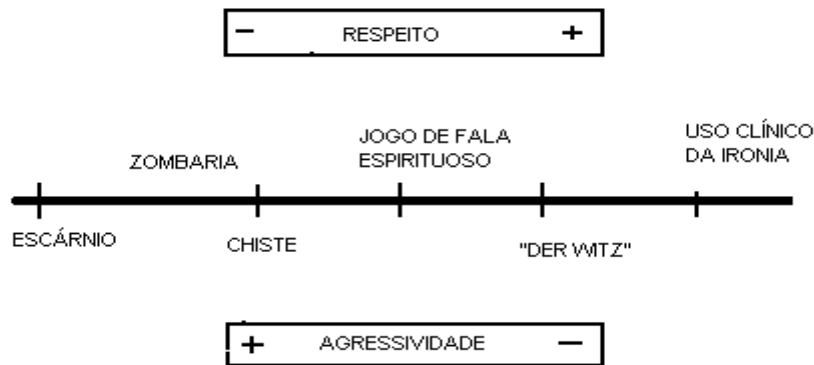 − RESPEITO +
JOGO DE FALA
ESPIRITUOSO
USO CLÍNICO
DA IRONIA
ZOMBARIA
ESCÁRNIO
CHISTE
"DER WITZ"
+ AGRESSIVIDADE −